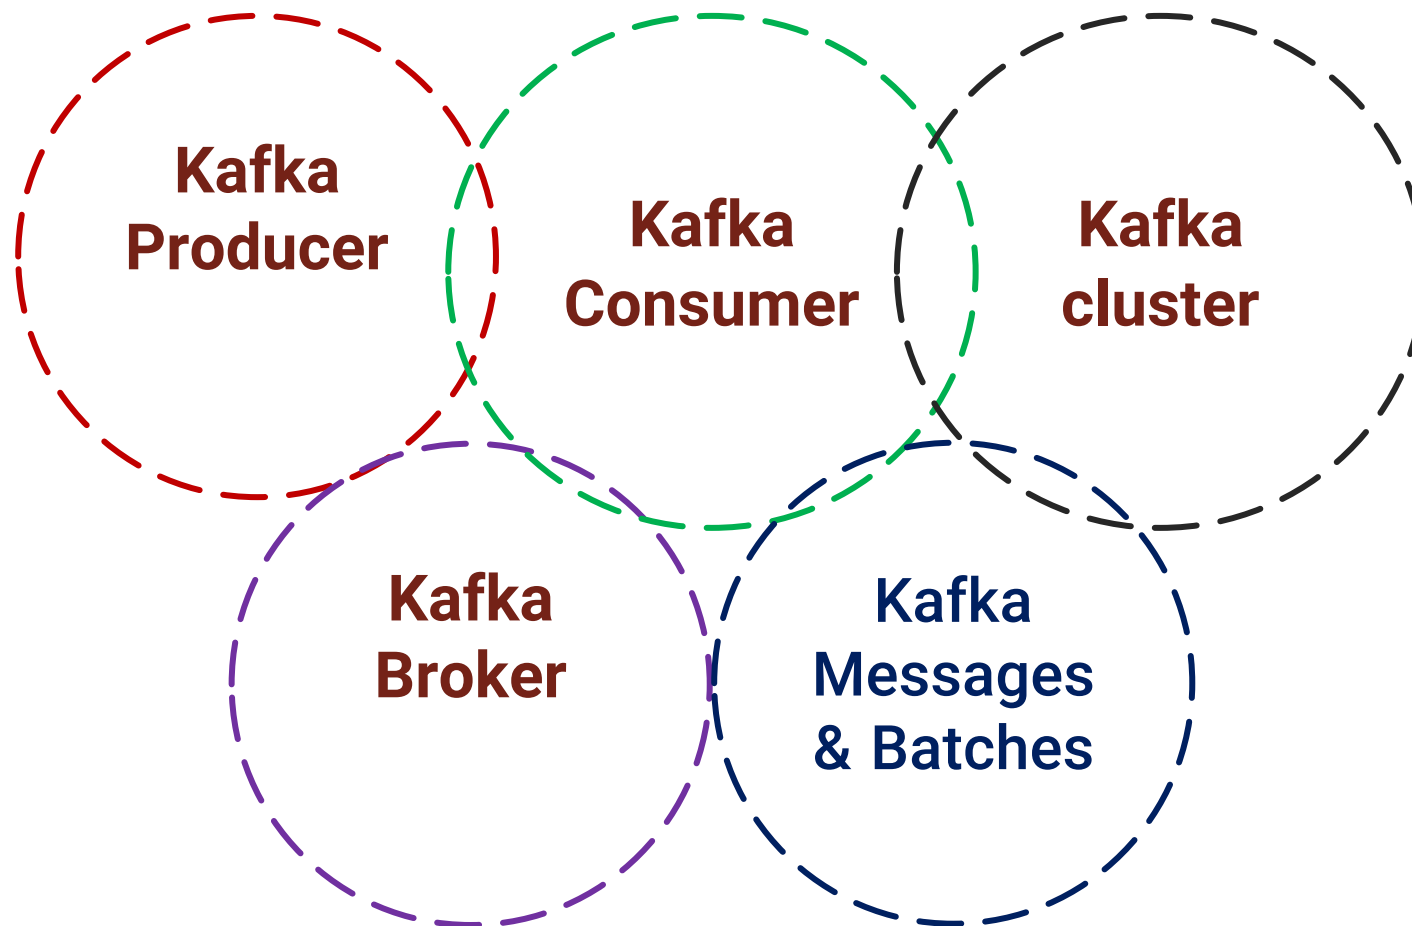 Kafka
Producer
Kafka
Consumer
Kafka
cluster
Kafka
Broker
Kafka
Messages
& Batches